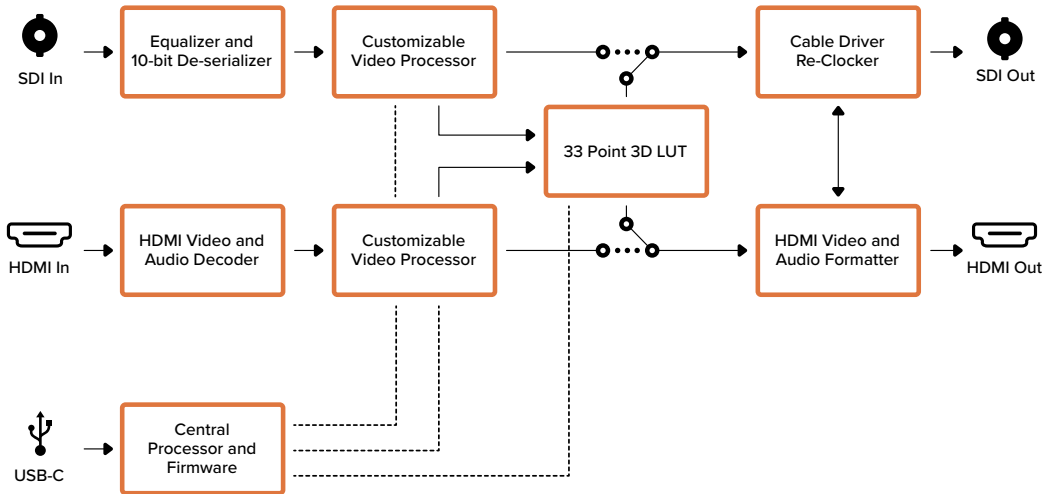 SDI In
Equalizer and
10-bit De-serializer
Customizable
Video Processor
Cable Driver
Re-Clocker
SDI Out
33 Point 3D LUT
HDMI In
HDMI Video and
Audio Decoder
Customizable
Video Processor
HDMI Video and
Audio Formatter
HDMI Out
USB-C
Central
Processor and
Firmware